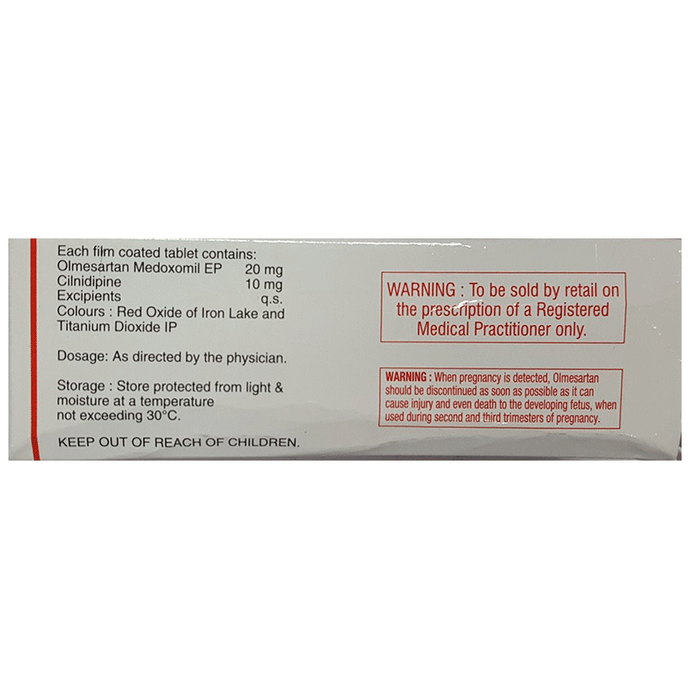 Each film coated tablet contains:
Olmesartan Medoxomil EP 20 mg
Cilnidipine 10 mg
Excipients q.s.
Colours : Red Oxide of Iron Lake and
Titanium Dioxide IP
Dosage: As directed by the physician.
Storage : Store protected from light &
moisture at a temperature
not exceeding 30°C.
KEEP OUT OF REACH OF CHILDREN.
WARNING : To be sold by retail on
the prescription of a Registered
Medical Practitioner only.
WARNING : When pregnancy is detected, Olmesartan
should be discontinued as soon as possible as it can
cause injury and even death to the developing fetus, when
used during second and third trimesters of pregnancy.